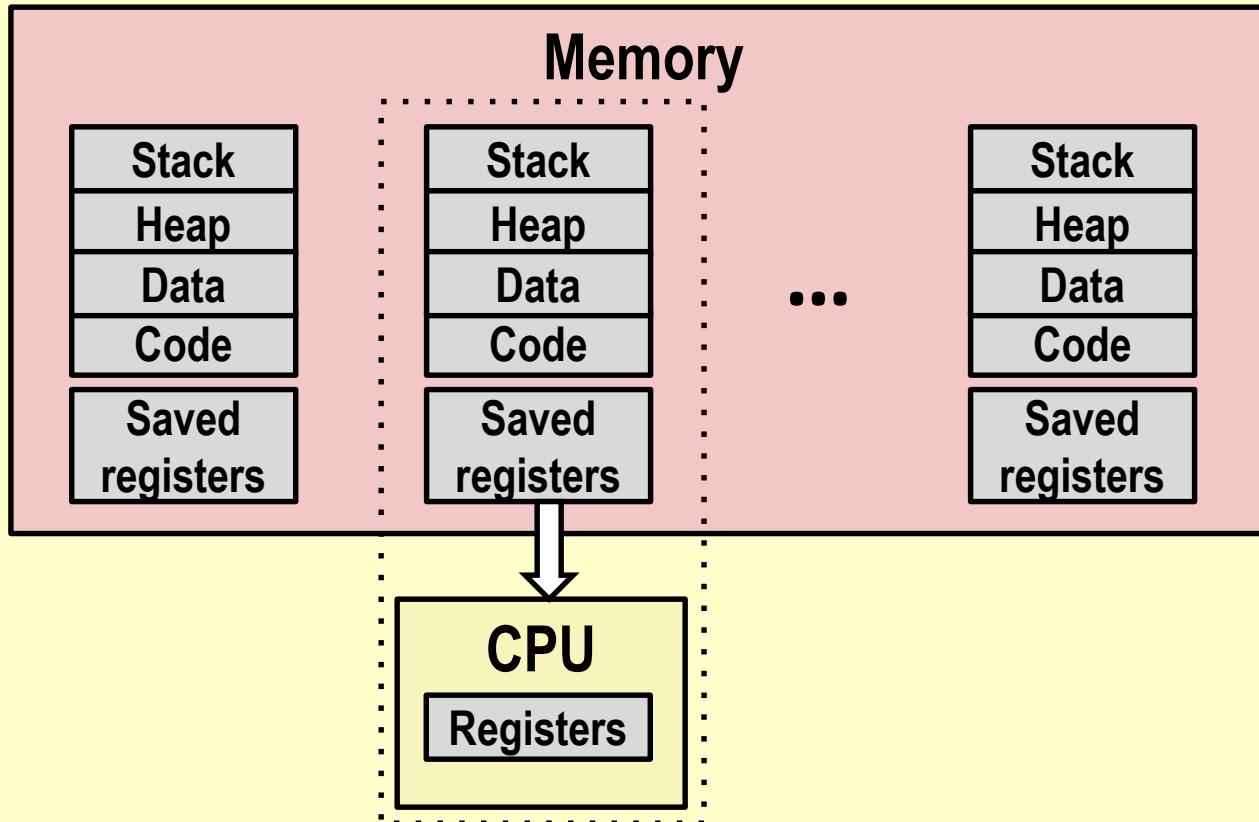 Memory
Stack
Heap
Data
Code
Saved
registers
Stack
Heap
Data
Code
Saved
registers
...
Stack
Heap
Data
Code
Saved
registers
CPU
Registers